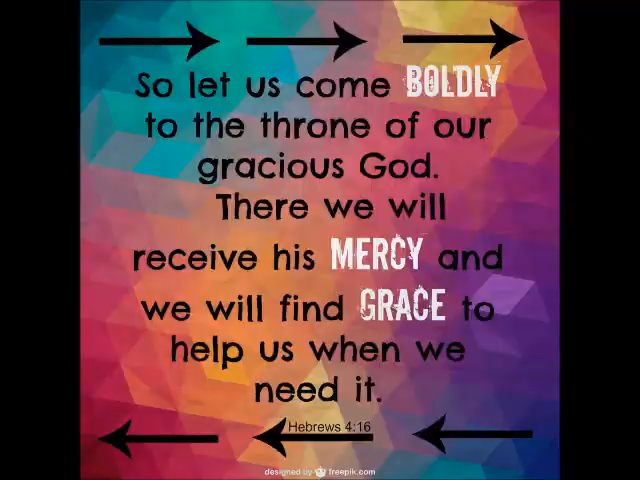 So let us come BOLDLY
to the throne of our
gracious God.
There we will
receive his MERCY and
we will find GRACE to
help us when we
need it.
Hebrews 4:16
designed by freepik.com